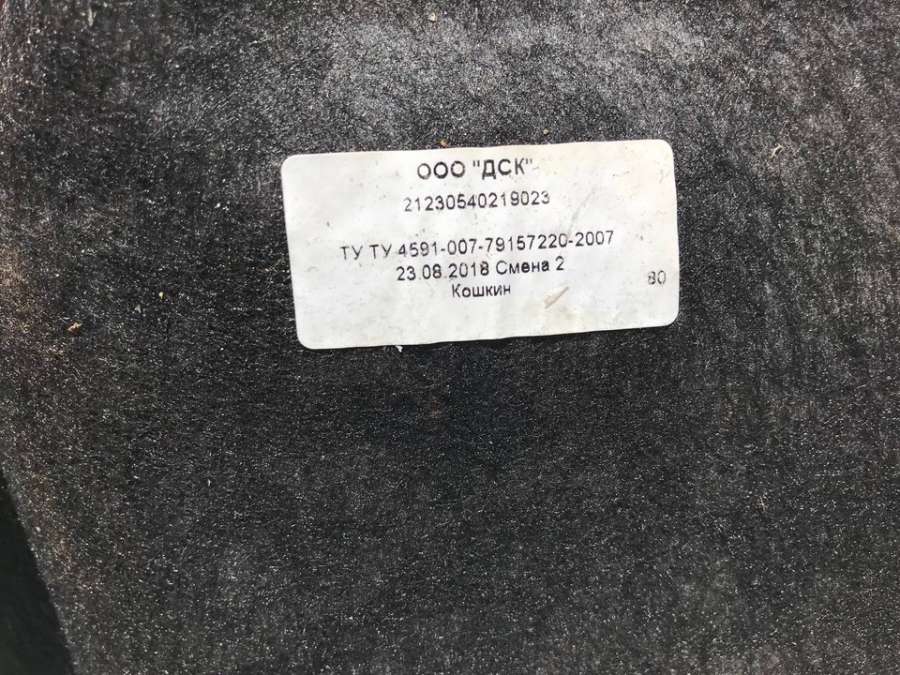 ООО "ДСК"
21230540219023
ТУ ТУ 4591-007-79157220-2007
23.08.2018 Смена 2
Кошкин
80